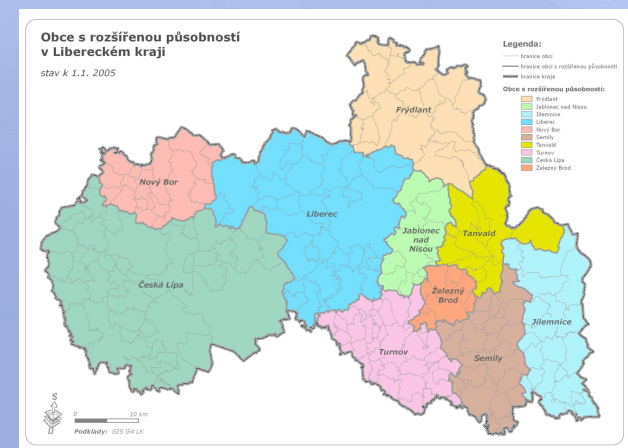 Obce s rozšířenou působností
v Libereckém kraji
stav k 1.1. 2005
Legenda:
hranice obcí
hranice obcí s rozšířenou působností
hranice kraje
Obce s rozšířenou působností:
Frýdlant
Jablonec nad Nisou
Jilemnice
Liberec
Nový Bor
Semily
Tanvald
Turnov
Česká Lípa
Železný Brod
Frýdlant
Nový Bor
Liberec
Jablonec
nad
Nisou
Tanvald
Česká Lípa
Železný
Brod
Jilemnice
Turnov
Semily
S
0 10 km
Podklady: GIS G4 LK